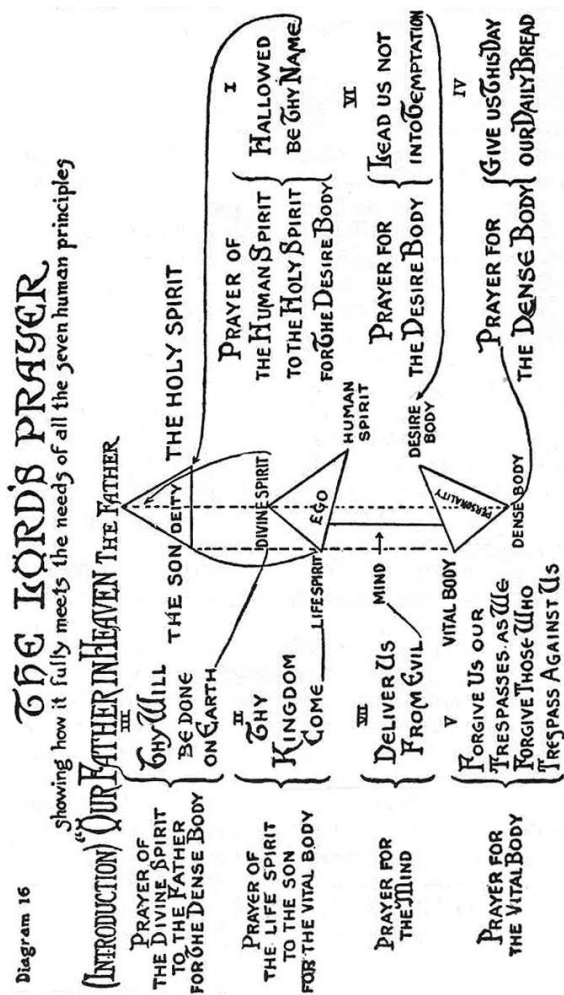 Diagram 16
THE LORD'S PRAYER
Showing how it fully meets the needs of all the seven human principles
(INTRODUCTION) "OUR FATHER IN HEAVEN
THE FATHER
THE SON
DEITY
THE HOLY SPIRIT
PRAYER OF
THE DIVINE SPIRIT
TO THE FATHER
FOR THE DENSE BODY
III
THY WILL
BE DONE
ON EARTH
PRAYER OF
THE HUMAN SPIRIT
TO THE HOLY SPIRIT
FOR THE DESIRE BODY
I
HALLOWED
BE THY NAME
PRAYER OF
THE LIFE SPIRIT
TO THE SON
FOR THE VITAL BODY
II
THY
KINGDOM
COME
DIVINE SPIRIT
EGO
LIFE SPIRIT
HUMAN
SPIRIT
MIND
PRAYER FOR
THE MIND
VII
DELIVER US
FROM EVIL
PRAYER FOR
THE DESIRE BODY
VI
LEAD US NOT
INTO TEMPTATION
DESIRE
BODY
VITAL BODY
PERSONALITY
DENSE BODY
PRAYER FOR
THE VITAL BODY
V
FORGIVE US OUR
TRESPASSES, AS WE
FORGIVE THOSE WHO
TRESPASS AGAINST US
PRAYER FOR
THE DENSE BODY
IV
GIVE US THIS DAY
OUR DAILY BREAD